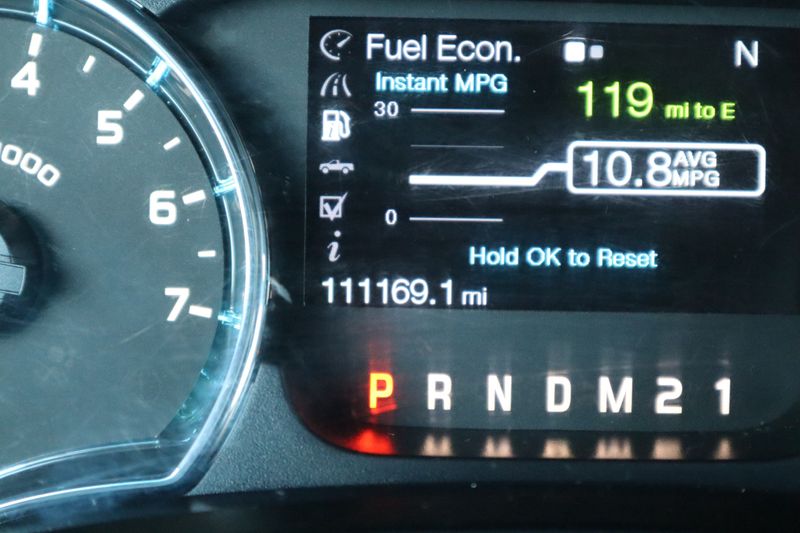 4
5
6
7
000
Fuel Econ.
N
Instant MPG
30
119 mi to E
10.8 AVG MPG
0
Hold OK to Reset
111169.1 mi
P R N D M 2 1